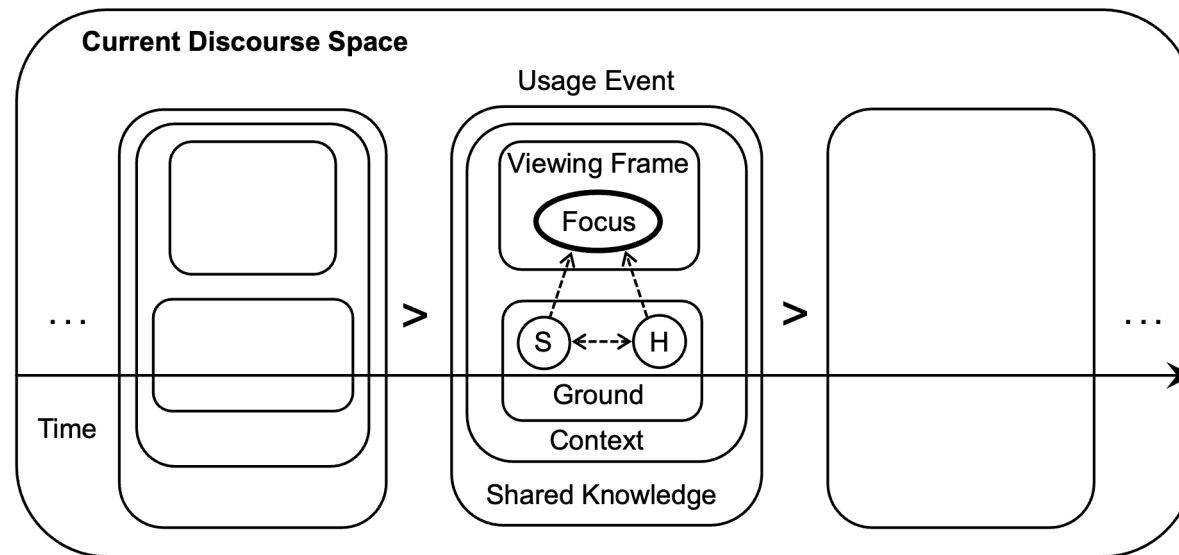 Current Discourse Space
Usage Event
Viewing Frame
Focus
. . .
>
>
. . .
S
H
Ground
Time
Context
Shared Knowledge